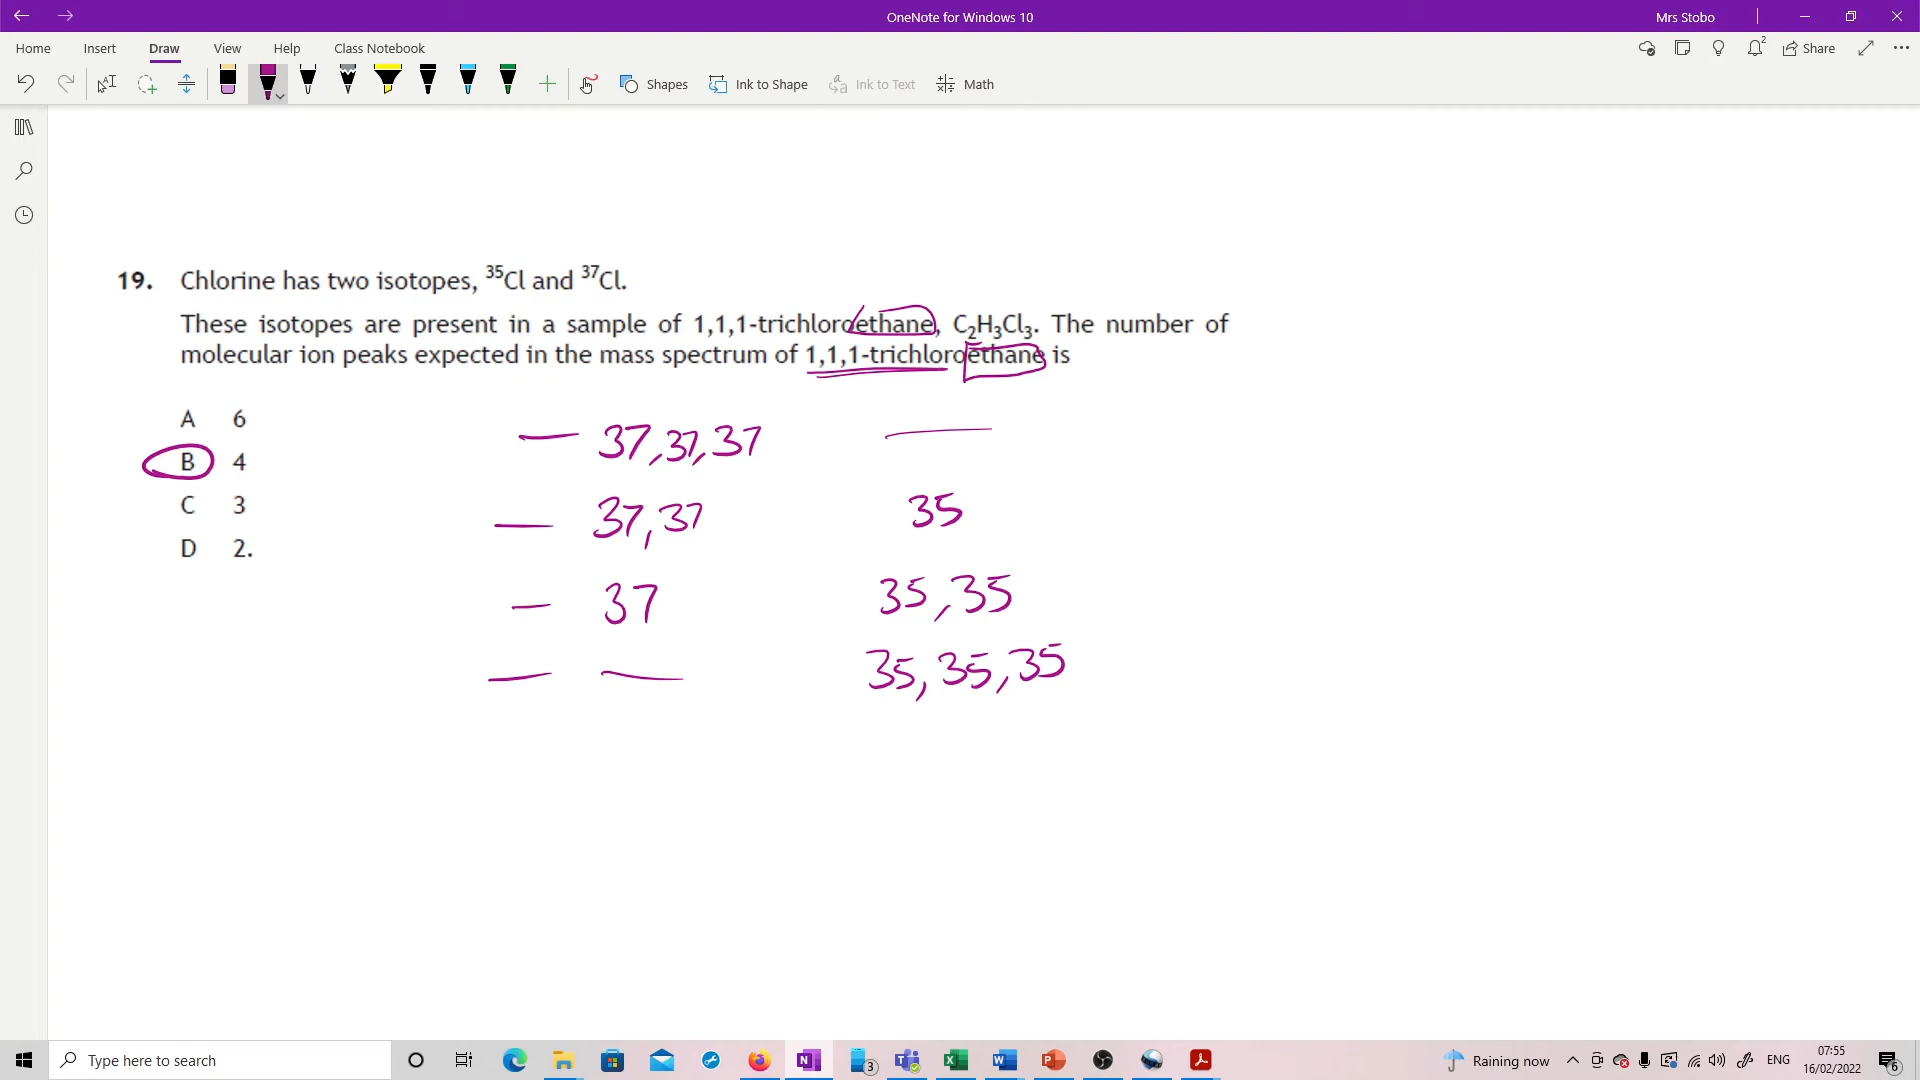 OneNote for Windows 10
Mrs Stobo
Home Insert Draw View Help Class Notebook
Share
Shapes Ink to Shape Ink to Text Math
19. Chlorine has two isotopes, ³⁵Cl and ³⁷Cl.
These isotopes are present in a sample of 1,1,1-trichloroethane, C₂H₃Cl₃. The number of
molecular ion peaks expected in the mass spectrum of 1,1,1-trichloroethane is
A 6
B 4
C 3
D 2.
— 37, 37, 37 —
— 37, 37 35
— 37 35, 35
— — 35, 35, 35
Type here to search
3
Raining now
ENG
07:55
16/02/2022
6